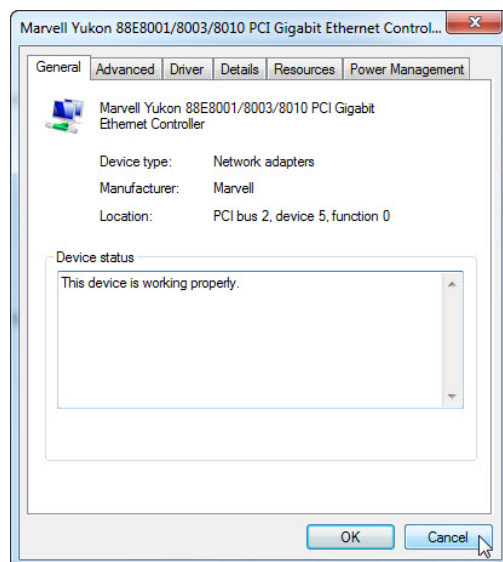 Marvell Yukon 88E8001/8003/8010 PCI Gigabit Ethernet Control...
General Advanced Driver Details Resources Power Management
Marvell Yukon 88E8001/8003/8010 PCI Gigabit
Ethernet Controller
Device type: Network adapters
Manufacturer: Marvell
Location: PCI bus 2, device 5, function 0
Device status
This device is working properly.
OK Cancel